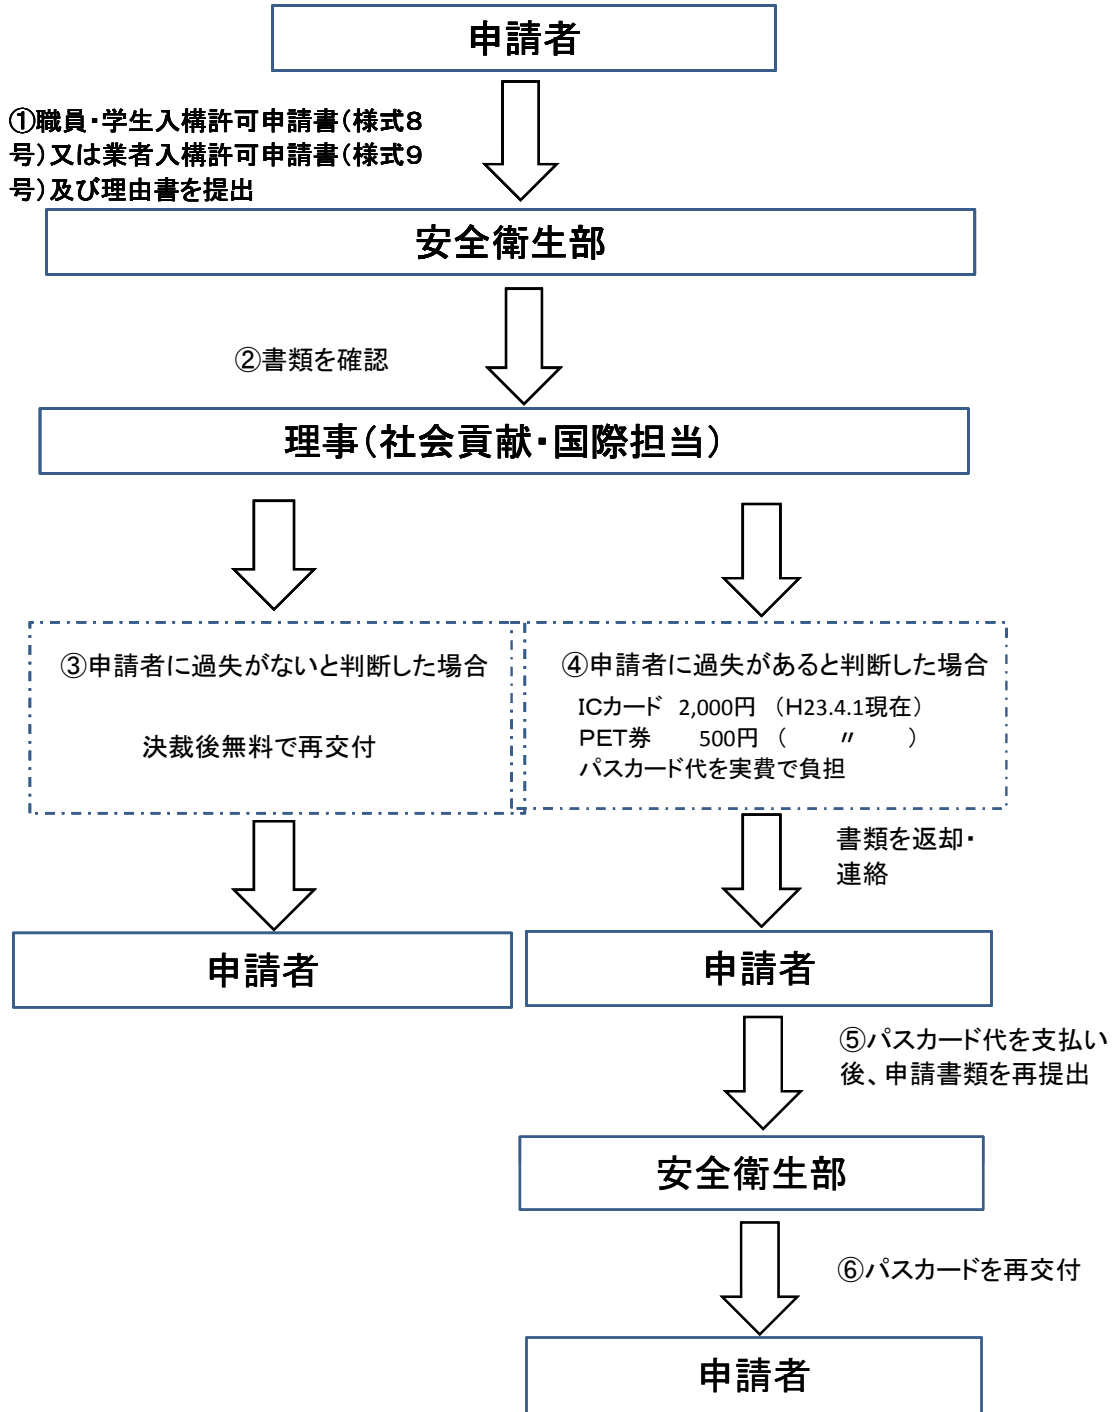 申請者
①職員・学生入構許可申請書(様式8
号)又は業者入構許可申請書(様式9
号)及び理由書を提出
安全衛生部
②書類を確認
理事(社会貢献・国際担当)
③申請者に過失がないと判断した場合
決裁後無料で再交付
④申請者に過失があると判断した場合
ICカード 2,000円 (H23.4.1現在)
PET券 500円 ( 〃 )
パスカード代を実費で負担
書類を返却・
連絡
申請者
申請者
⑤パスカード代を支払い
後、申請書類を再提出
安全衛生部
⑥パスカードを再交付
申請者